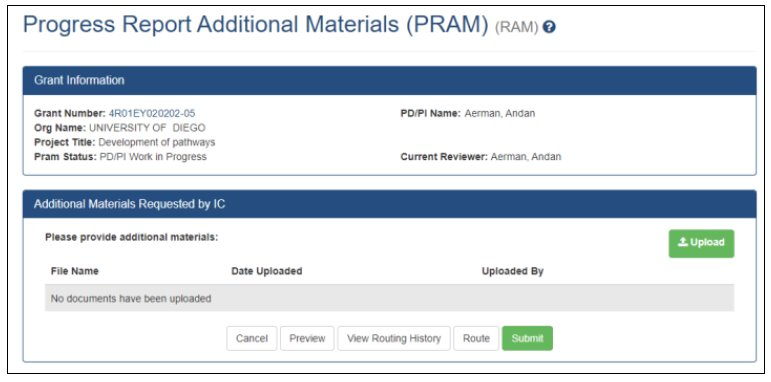 Progress Report Additional Materials (PRAM) (RAM) ?
Grant Information
Grant Number: 4R01EY020202-05 PD/PI Name: Aerman, Andan
Org Name: UNIVERSITY OF DIEGO
Project Title: Development of pathways
Pram Status: PD/PI Work in Progress Current Reviewer: Aerman, Andan
Additional Materials Requested by IC
Please provide additional materials: Upload
File Name Date Uploaded Uploaded By
No documents have been uploaded
Cancel Preview View Routing History Route Submit